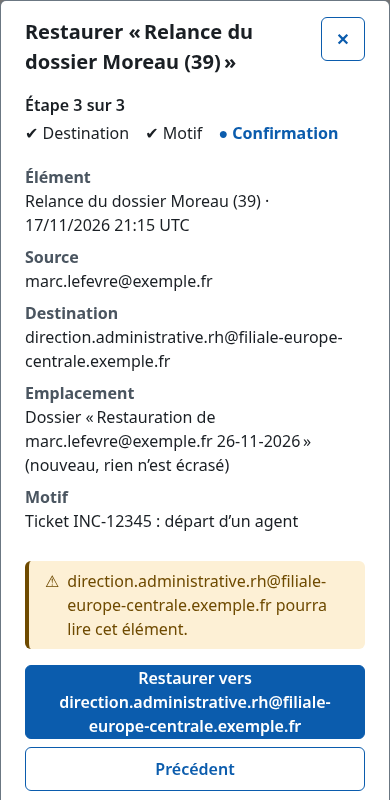 Restaurer « Relance du
dossier Moreau (39) »
✕
Étape 3 sur 3
✔ Destination ✔ Motif ● Confirmation
Élément
Relance du dossier Moreau (39) ·
17/11/2026 21:15 UTC
Source
marc.lefevre@exemple.fr
Destination
direction.administrative.rh@filiale-europe-
centrale.exemple.fr
Emplacement
Dossier « Restauration de
marc.lefevre@exemple.fr 26-11-2026 »
(nouveau, rien n’est écrasé)
Motif
Ticket INC-12345 : départ d’un agent
⚠ direction.administrative.rh@filiale-
europe-centrale.exemple.fr pourra
lire cet élément.
Restaurer vers
direction.administrative.rh@filiale-
europe-centrale.exemple.fr
Précédent